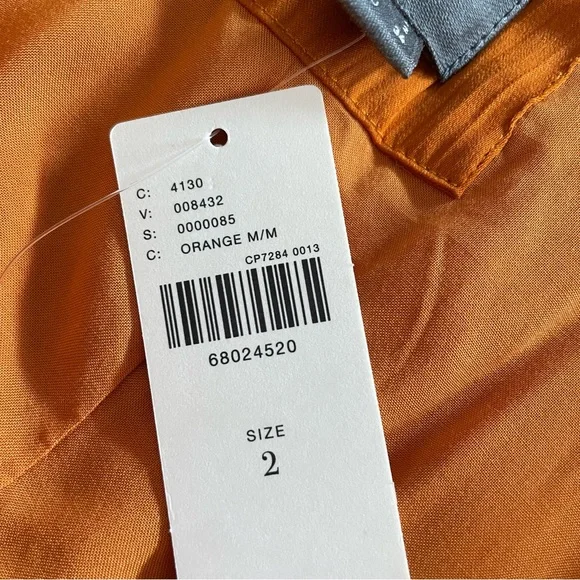 C: 4130
V: 008432
S: 0000085
C: ORANGE M/M
CP7284 0013
68024520
SIZE
2